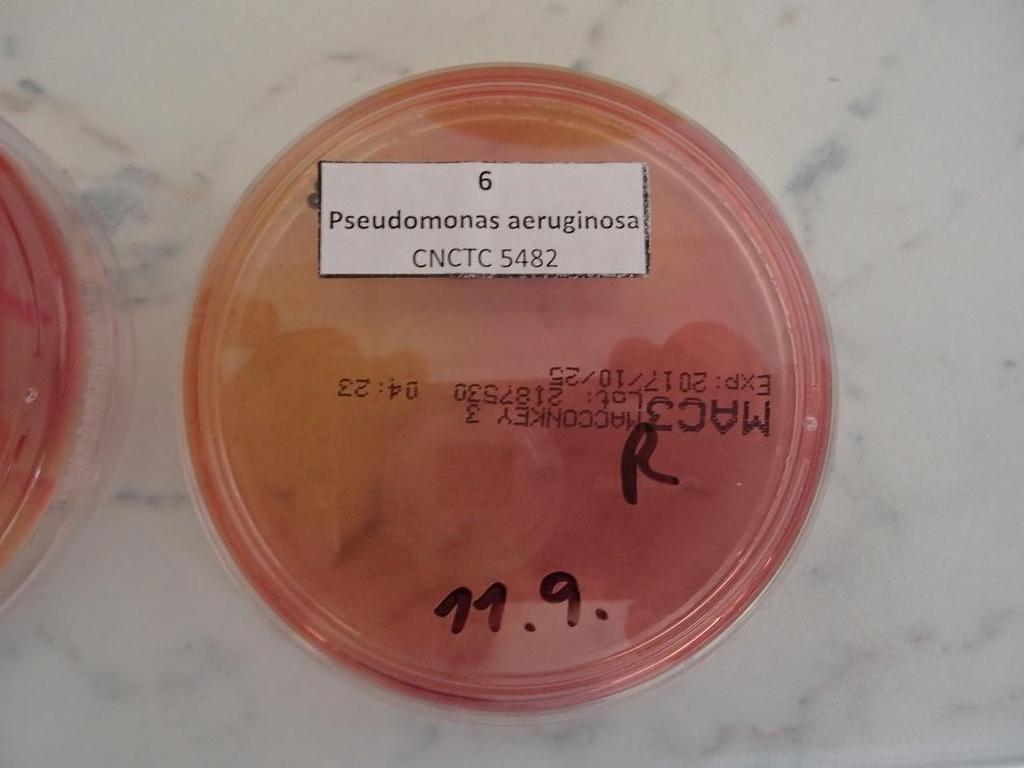 6
Pseudomonas aeruginosa
CNCTC 5482
MAC3 MACCONKEY 3
Lot: 2187530 04:23
EXP: 2017/10/25
R
11.9.